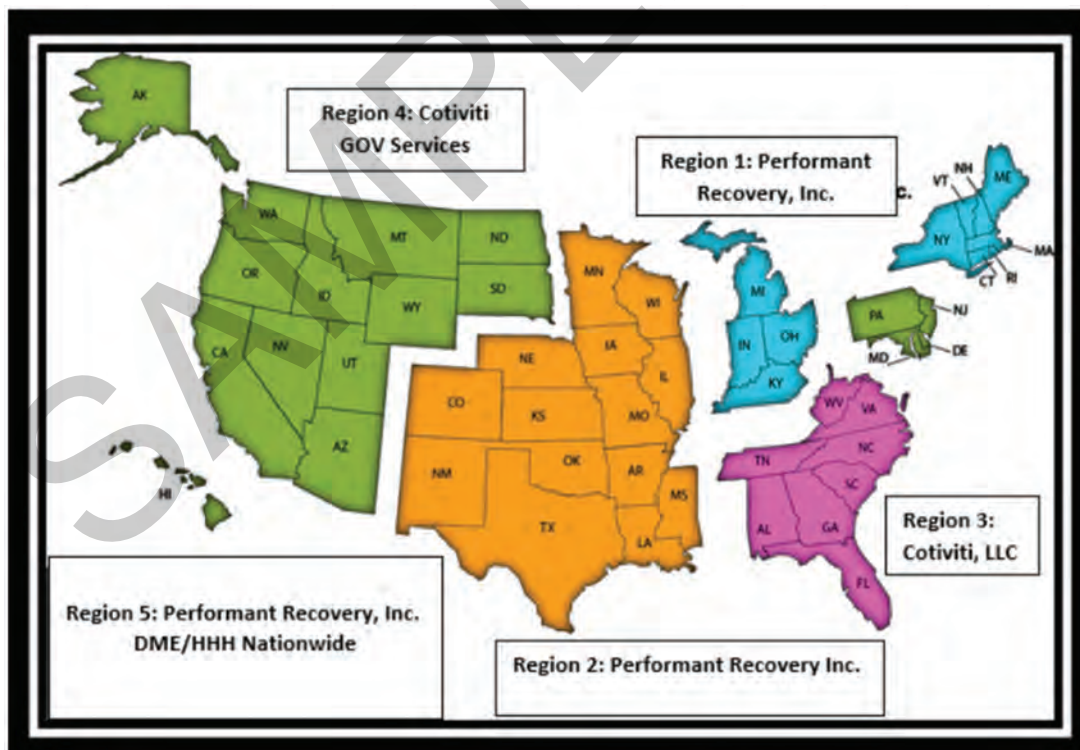 SAMPLE
AK
Region 4: Cotiviti
GOV Services
Region 1: Performant
Recovery, Inc.
c.
WA
MT
ND
OR
ID
SD
WY
CA
NV
UT
AZ
HI
MN
WI
IA
NE
IL
CO
KS
MO
NM
OK
AR
MS
TX
LA
MI
IN
OH
KY
VT
NH
ME
NY
MA
RI
CT
PA
NJ
DE
MD
WV
VA
TN
NC
SC
AL
GA
FL
Region 3:
Cotiviti, LLC
Region 5: Performant Recovery, Inc.
DME/HHH Nationwide
Region 2: Performant Recovery Inc.